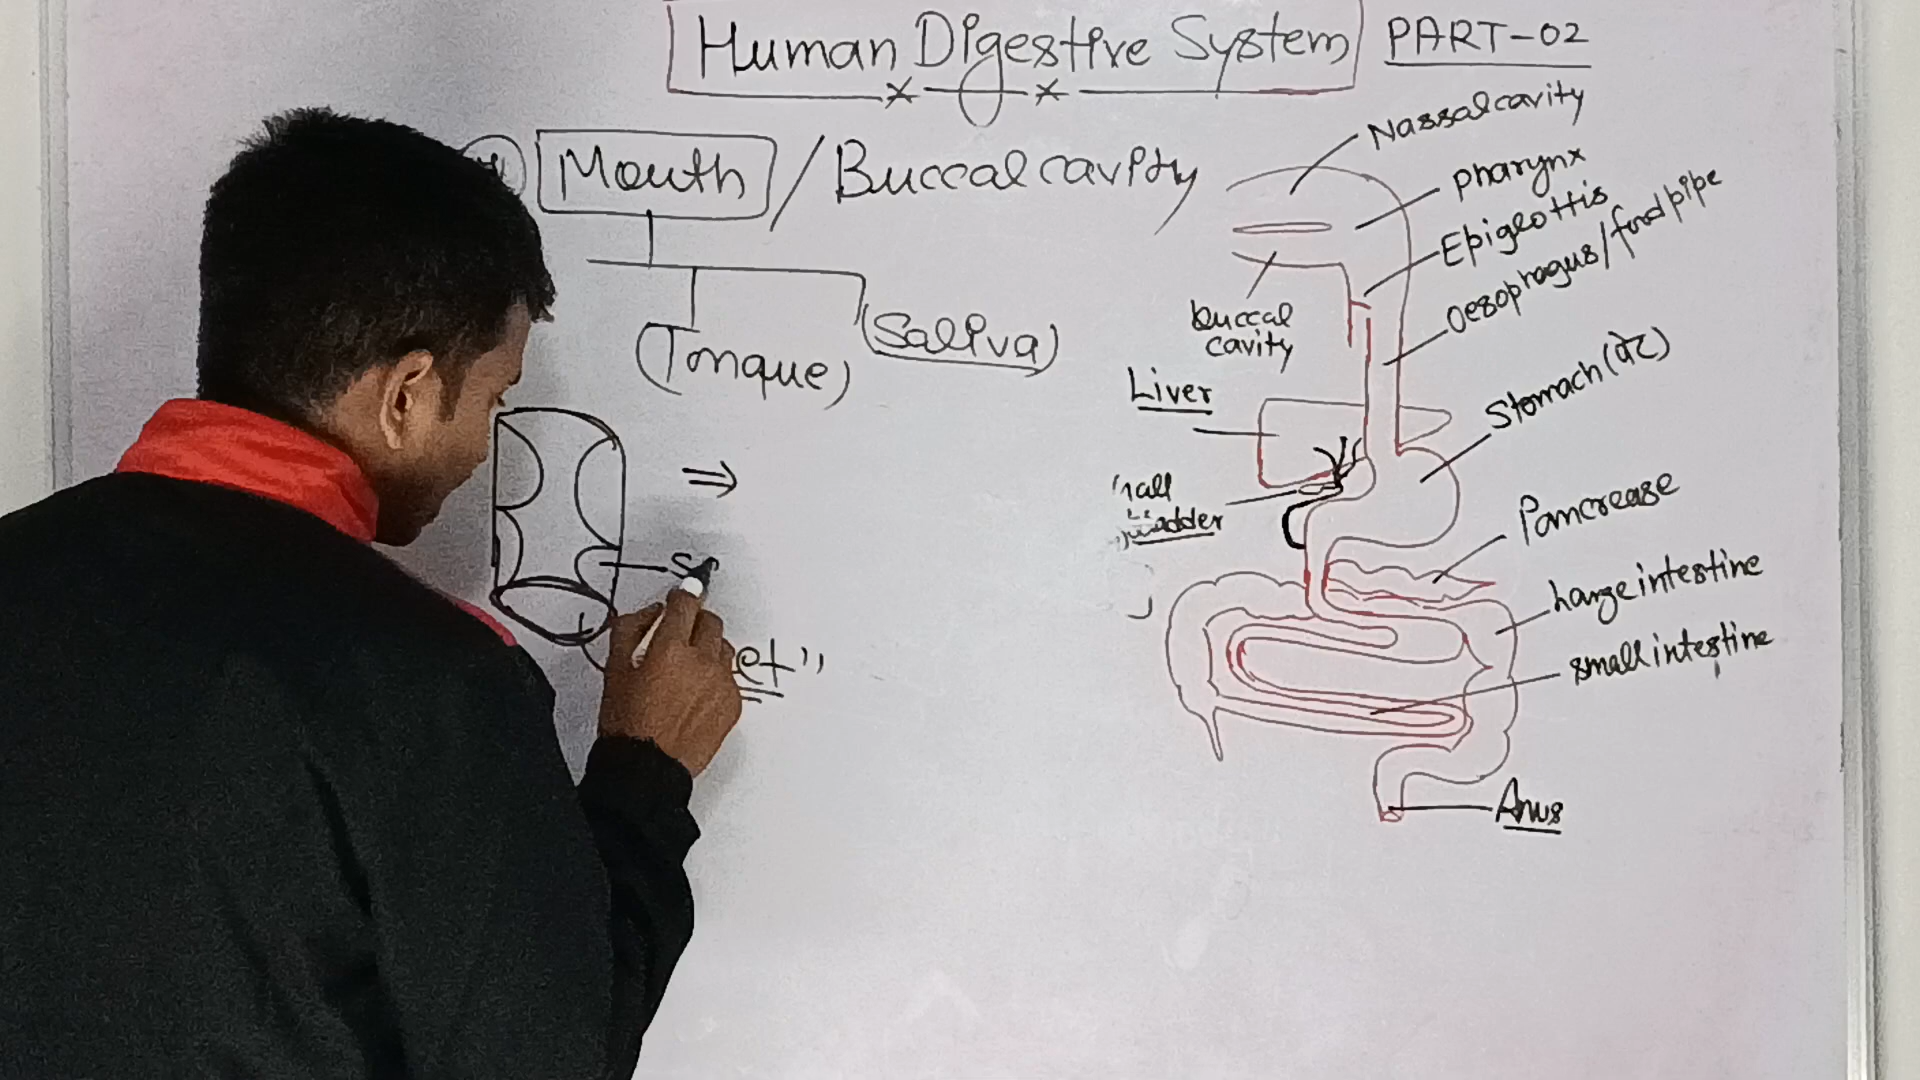 Human Digestive System
PART-02
Mouth / Buccal cavity
(Tongue)
(Saliva)
Nassal cavity
pharynx
Epiglottis
Oesophagus/food pipe
buccal
cavity
Liver
Stomach (पेट)
Pancrease
Large intestine
small intestine
Anus